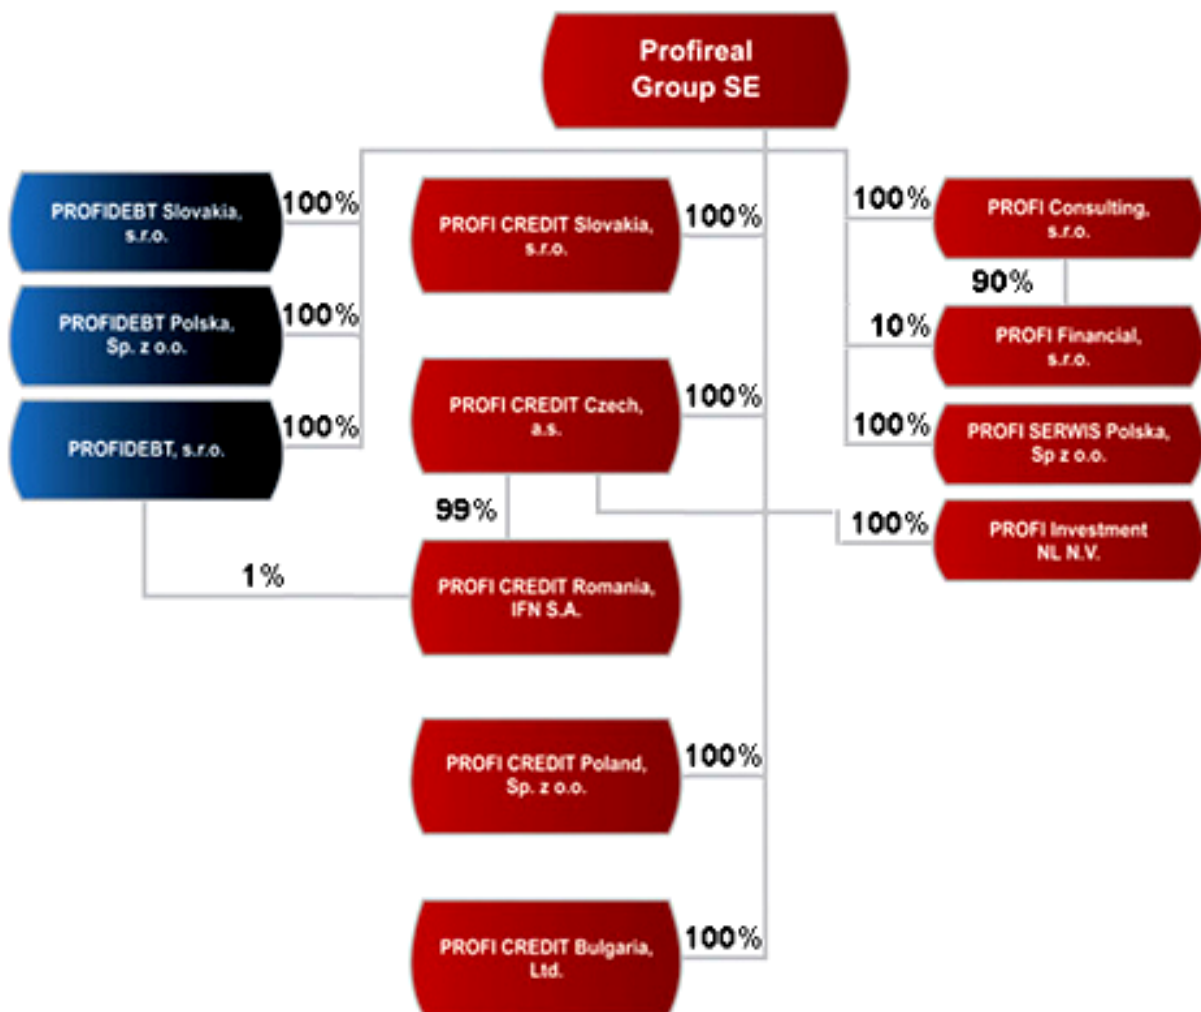 Profireal
Group SE
PROFIDEBT Slovakia,
s.r.o.
100%
PROFI CREDIT Slovakia,
s.r.o.
100%
100%
PROFI Consulting,
s.r.o.
90%
PROFIDEBT Polska,
Sp. z o.o.
100%
10%
PROFI Financial,
s.r.o.
PROFI CREDIT Czech,
a.s.
100%
PROFIDEBT, s.r.o.
100%
100%
PROFI SERWIS Polska,
Sp z o.o.
99%
100%
PROFI Investment
NL N.V.
1%
PROFI CREDIT Romania,
IFN S.A.
PROFI CREDIT Poland,
Sp. z o.o.
100%
PROFI CREDIT Bulgaria,
Ltd.
100%